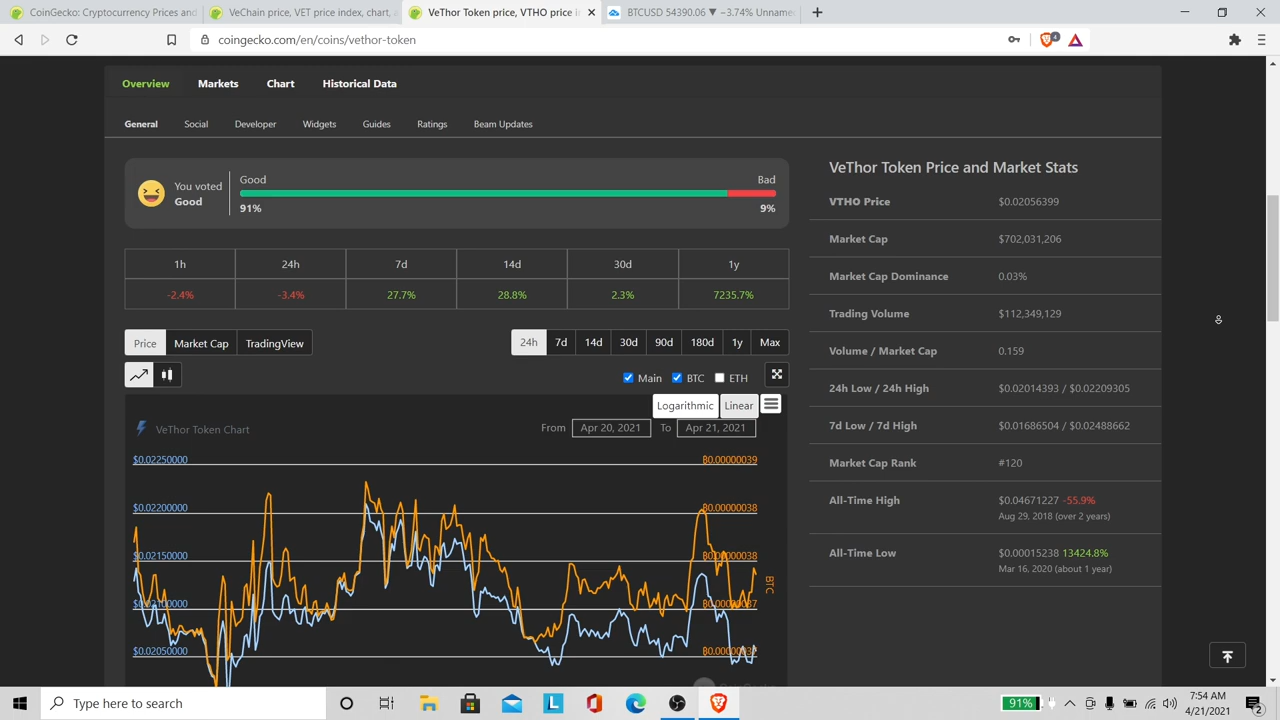 CoinGecko: Cryptocurrency Prices and
VeChain price, VET price index, chart,
VeThor Token Price, VTHO price i
BTCUSD 54390.06 ▼ −3.74% Unname
coingecko.com/en/coins/vethor-token
4
Overview Markets Chart Historical Data
General Social Developer Widgets Guides Ratings Beam Updates
You voted
Good
Good Bad
91% 9%
1h 24h 7d 14d 30d 1y
-2.4% -3.4% 27.7% 28.8% 2.3% 7235.7%
Price Market Cap TradingView
24h 7d 14d 30d 90d 180d 1y Max
Main BTC ETH
Logarithmic Linear
VeThor Token Chart
From Apr 20, 2021 To Apr 21, 2021
$0.02250000 ₿0.00000039
$0.02200000 ₿0.00000038
$0.02150000 ₿0.00000038
$0.02100000 ₿0.00000037
$0.02050000
BTC
VeThor Token Price and Market Stats
VTHO Price $0.02056399
Market Cap $702,031,206
Market Cap Dominance 0.03%
Trading Volume $112,349,129
Volume / Market Cap 0.159
24h Low / 24h High $0.02014393 / $0.02209305
7d Low / 7d High $0.01686504 / $0.02488662
Market Cap Rank #120
All-Time High $0.04671227 -55.9%
Aug 29, 2018 (over 2 years)
All-Time Low $0.00015238 13424.8%
Mar 16, 2020 (about 1 year)
Type here to search
91%
7:54 AM
4/21/2021
2